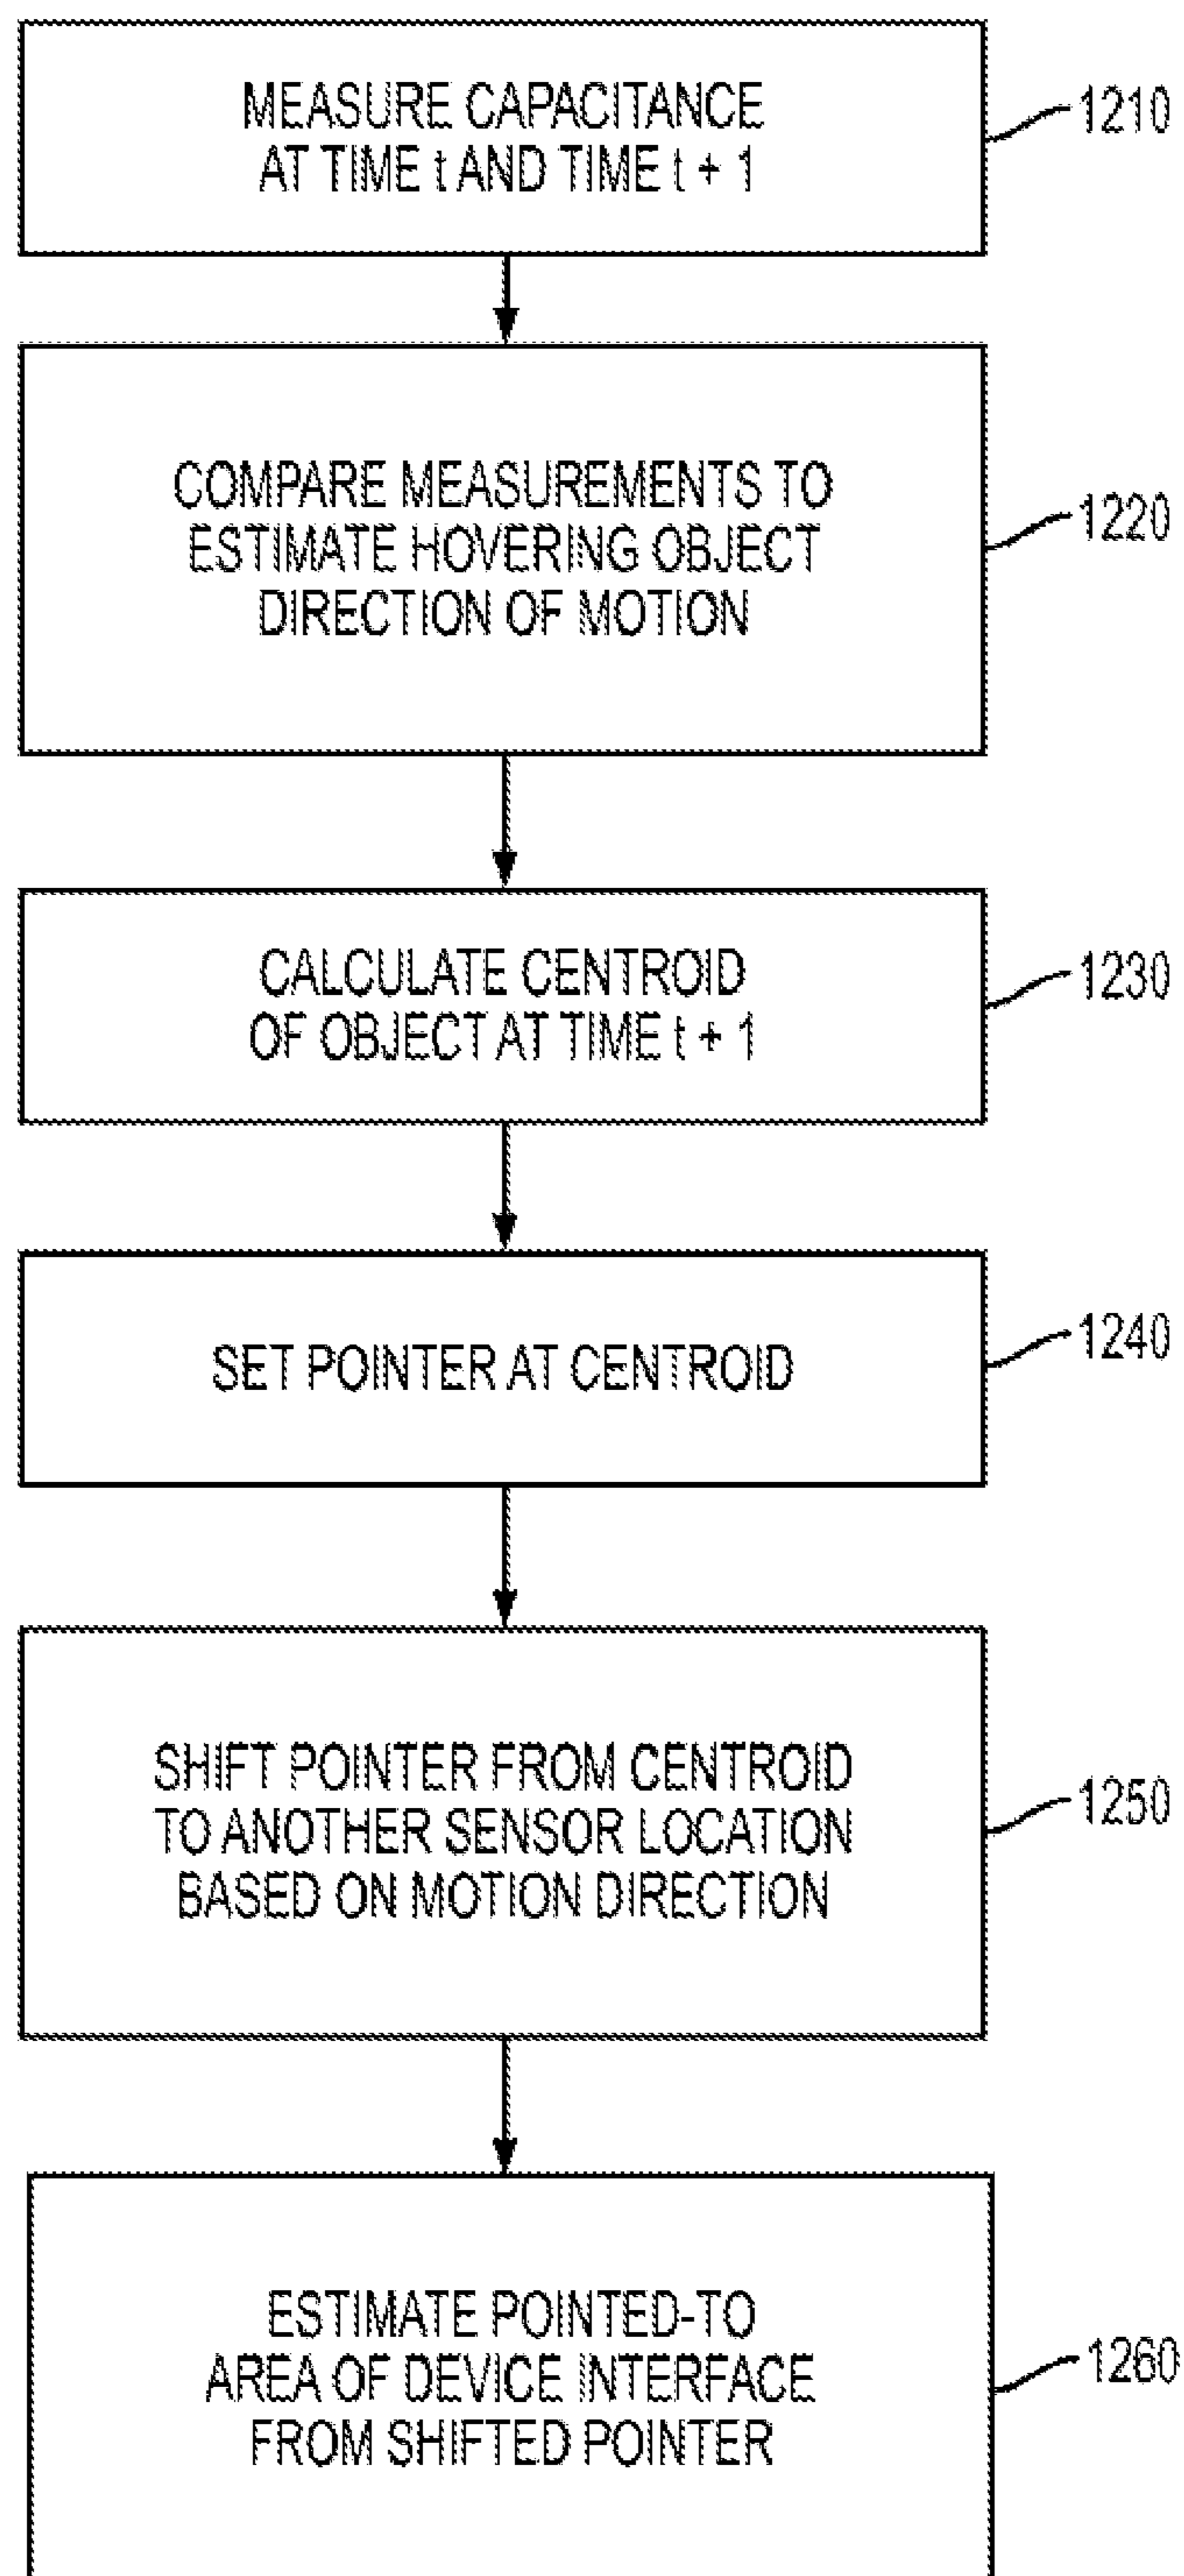 MEASURE CAPACITANCE
AT TIME t AND TIME t + 1
1210
COMPARE MEASUREMENTS TO
ESTIMATE HOVERING OBJECT
DIRECTION OF MOTION
1220
CALCULATE CENTROID
OF OBJECT AT TIME t + 1
1230
SET POINTER AT CENTROID
1240
SHIFT POINTER FROM CENTROID
TO ANOTHER SENSOR LOCATION
BASED ON MOTION DIRECTION
1250
ESTIMATE POINTED-TO
AREA OF DEVICE INTERFACE
FROM SHIFTED POINTER
1260